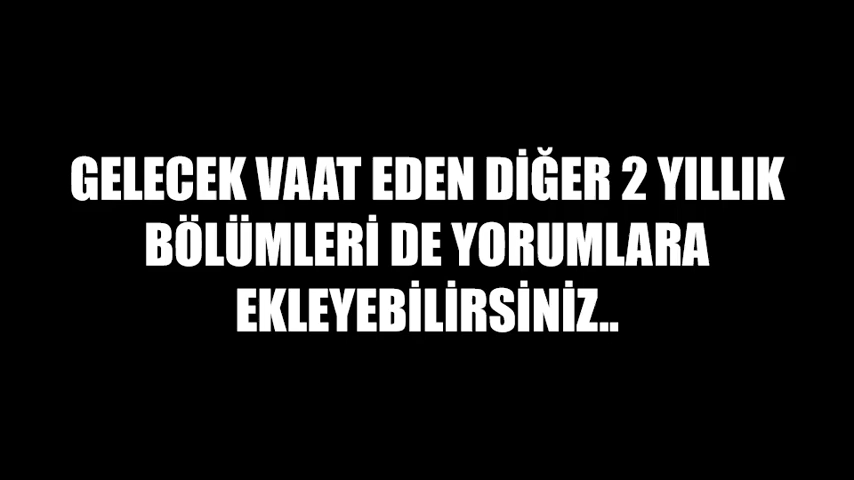 GELECEK VAAT EDEN DİĞER 2 YILLIK
BÖLÜMLERİ DE YORUMLARA
EKLEYEBİLİRSİNİZ..